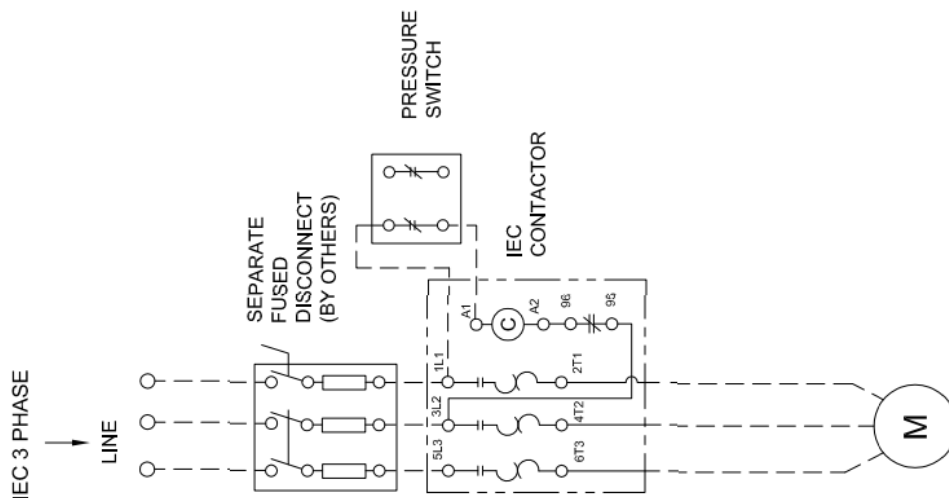 IEC 3 PHASE
LINE
SEPARATE
FUSED
DISCONNECT
(BY OTHERS)
PRESSURE
SWITCH
IEC
CONTACTOR
5L3
3L2
1L1
A1
C
A2
96
95
6T3
4T2
2T1
M